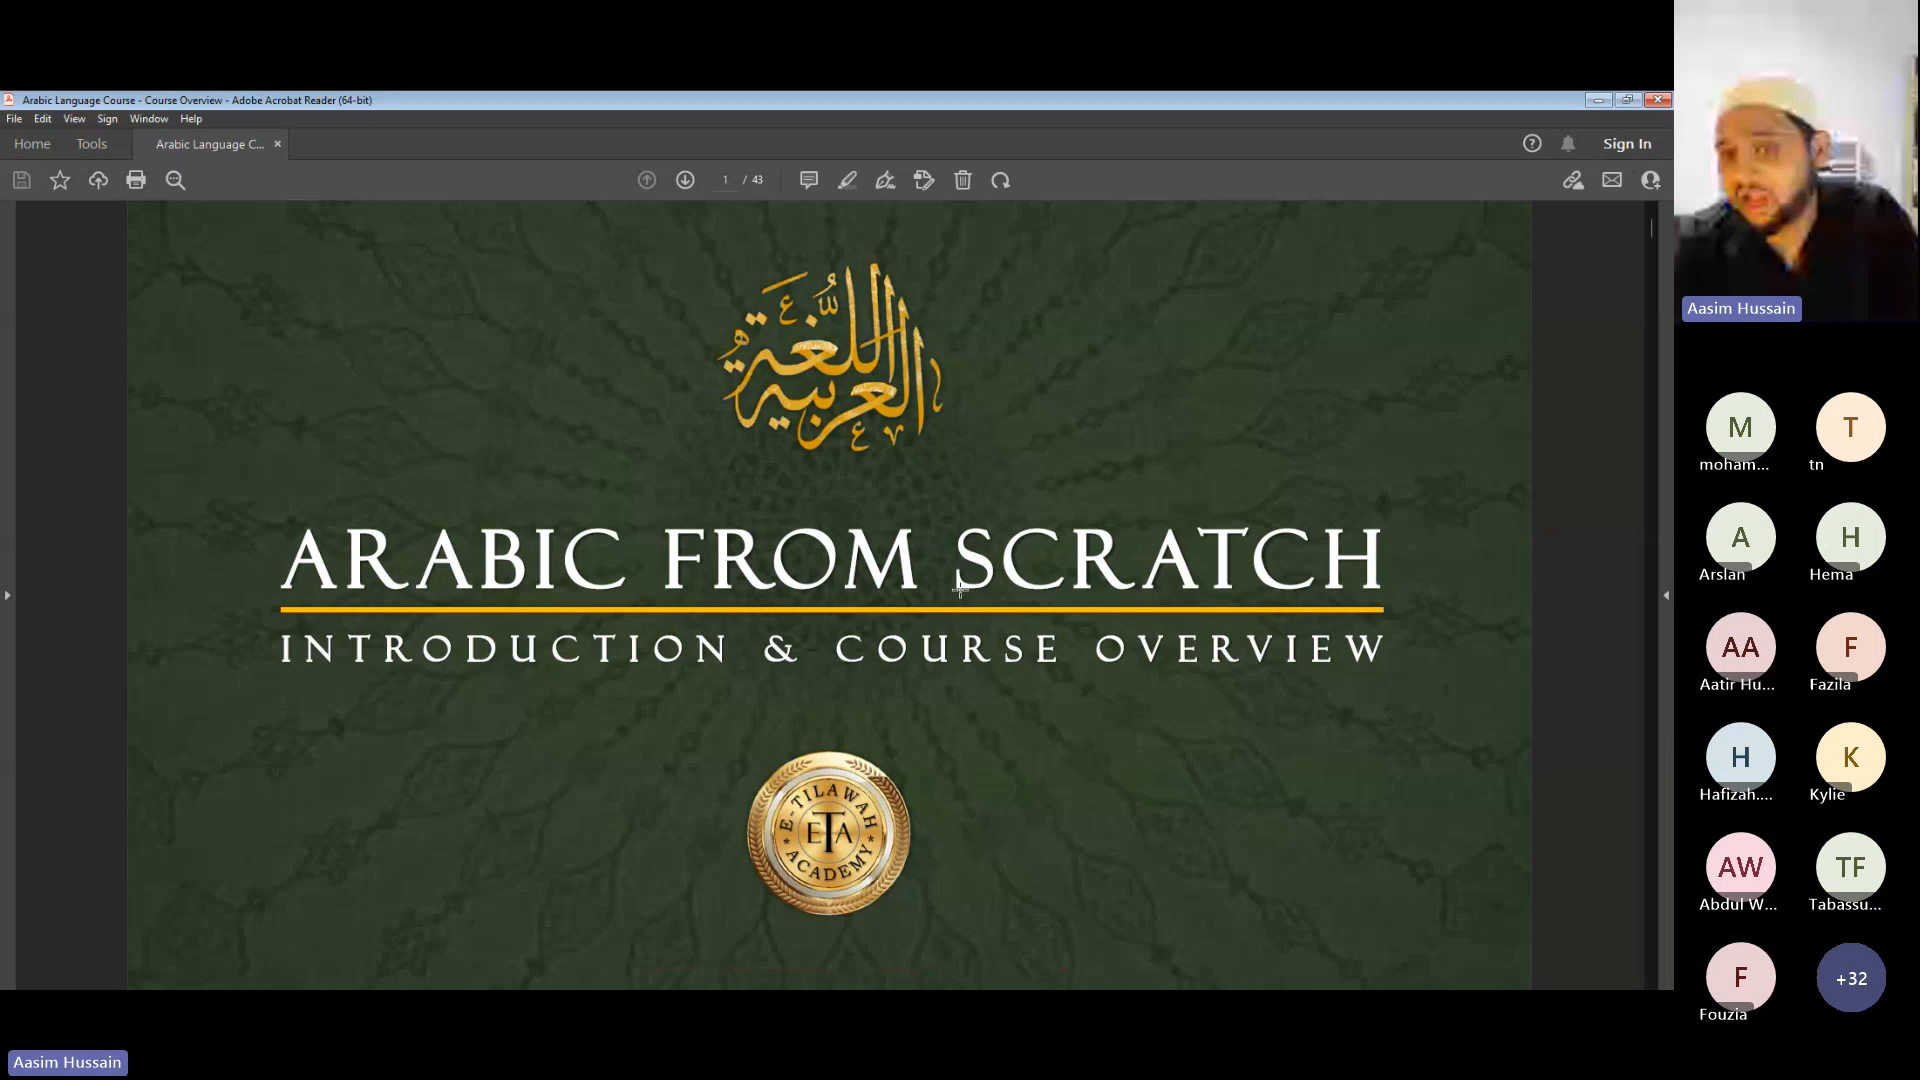 Arabic Language Course - Course Overview - Adobe Acrobat Reader (64-bit)
File Edit View Sign Window Help
Home Tools Arabic Language C... Sign In
1 / 43
اللغة
العربية
ARABIC FROM SCRATCH
INTRODUCTION & COURSE OVERVIEW
E-TILAWAH
ETA
ACADEMY
Aasim Hussain
M T
moham... tn
A H
Arslan Hema
AA F
Aatir Hu... Fazila
H K
Hafizah.... Kylie
AW TF
Abdul W... Tabassu...
F +32
Fouzia
Aasim Hussain